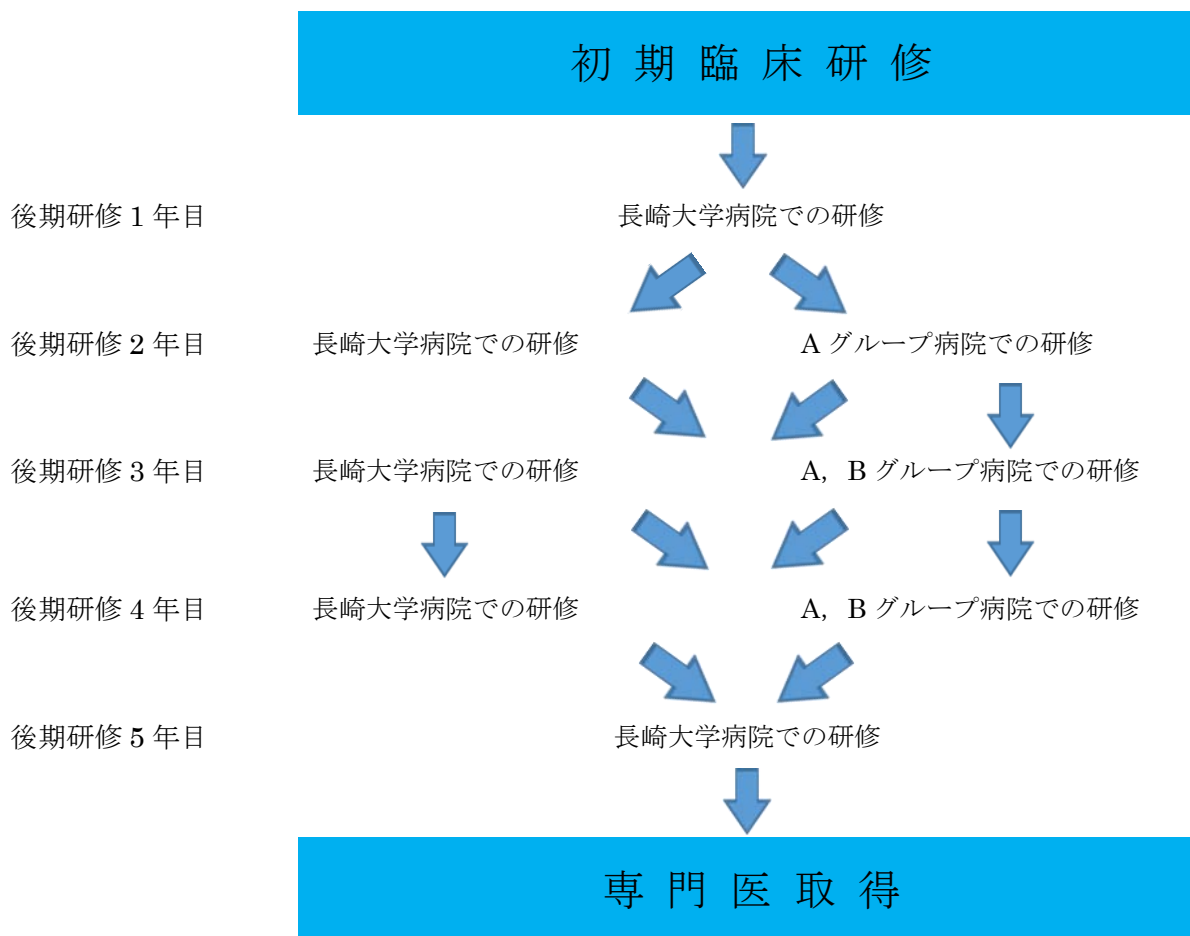 初期臨床研修
後期研修 1 年目 長崎大学病院での研修
後期研修 2 年目 長崎大学病院での研修 A グループ病院での研修
後期研修 3 年目 長崎大学病院での研修 A，B グループ病院での研修
後期研修 4 年目 長崎大学病院での研修 A，B グループ病院での研修
後期研修 5 年目 長崎大学病院での研修
専門医取得